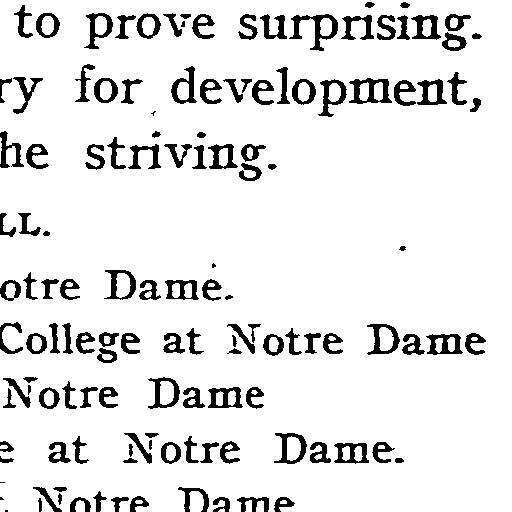 to prove surprising.
ry for development,
he striving.
LL.
otre Dame.
College at Notre Dame
Notre Dame
e at Notre Dame.
Notre Dame